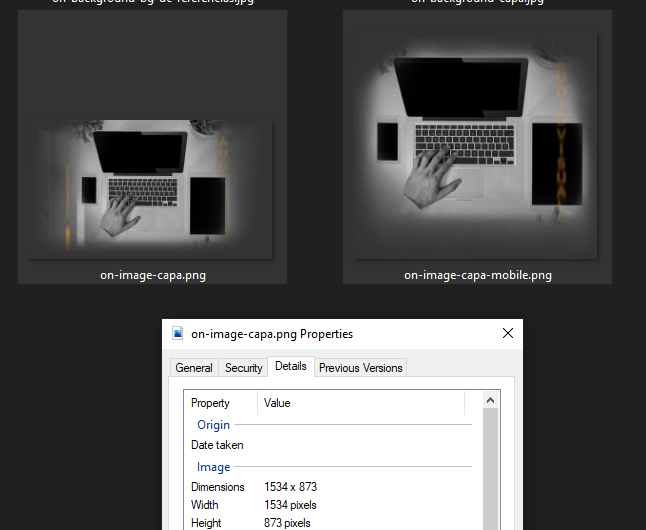 on-background-bg-de-referencias.jpg
on-background-capa.jpg
on-image-capa.png
on-image-capa-mobile.png
on-image-capa.png Properties
General Security Details Previous Versions
Property Value
Origin
Date taken
Image
Dimensions 1534 x 873
Width 1534 pixels
Height 873 pixels